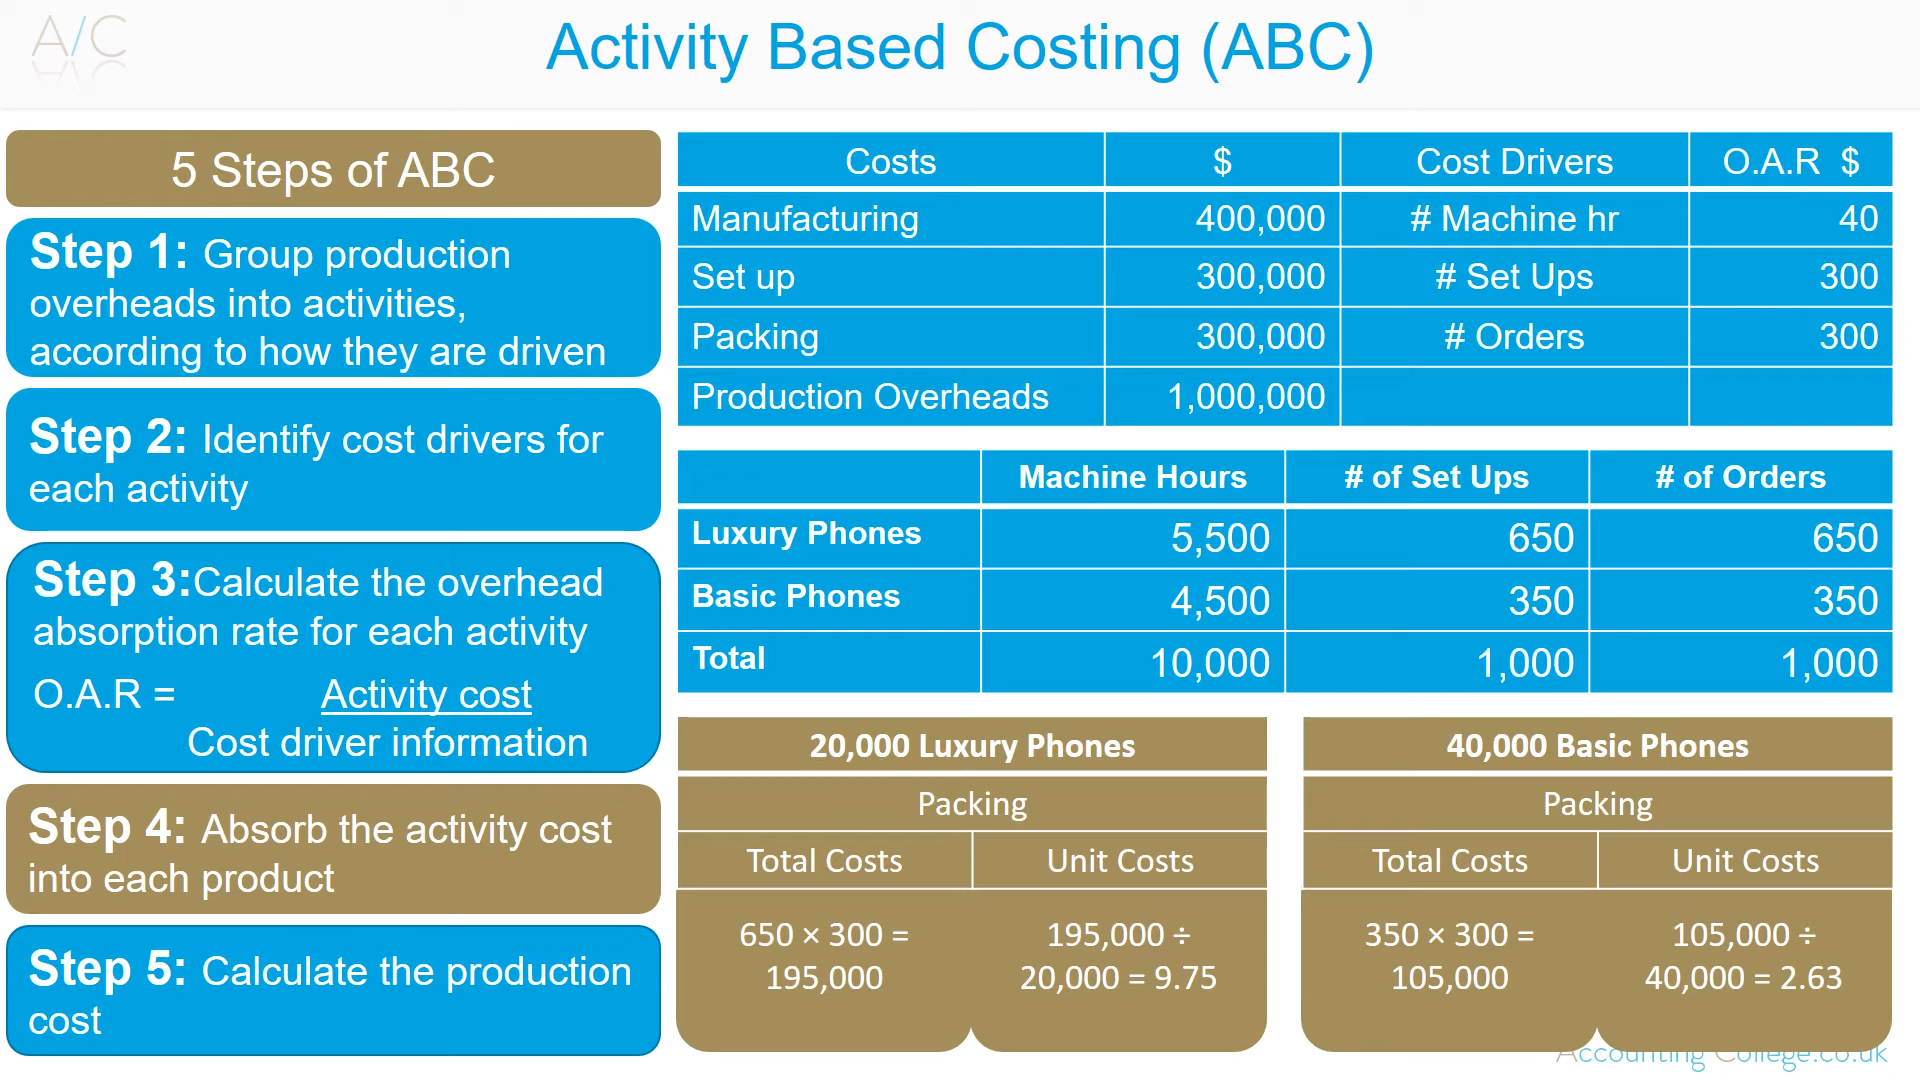 A/C
Activity Based Costing (ABC)
5 Steps of ABC
Step 1: Group production
overheads into activities,
according to how they are driven
Step 2: Identify cost drivers for
each activity
Step 3:Calculate the overhead
absorption rate for each activity
O.A.R = Activity cost
Cost driver information
Step 4: Absorb the activity cost
into each product
Step 5: Calculate the production
cost
Costs $ Cost Drivers O.A.R $
Manufacturing 400,000 # Machine hr 40
Set up 300,000 # Set Ups 300
Packing 300,000 # Orders 300
Production Overheads 1,000,000
Machine Hours # of Set Ups # of Orders
Luxury Phones 5,500 650 650
Basic Phones 4,500 350 350
Total 10,000 1,000 1,000
20,000 Luxury Phones
Packing
Total Costs Unit Costs
650 × 300 = 195,000 ÷
195,000 20,000 = 9.75
40,000 Basic Phones
Packing
Total Costs Unit Costs
350 × 300 = 105,000 ÷
105,000 40,000 = 2.63
Accounting College.co.uk